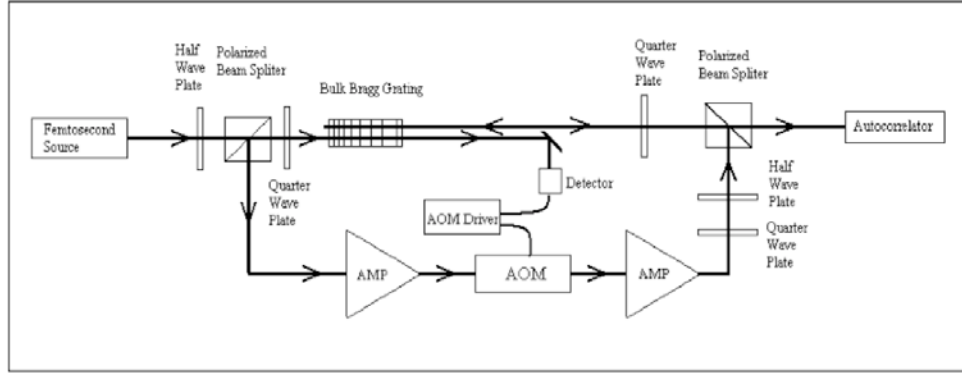 Half
Wave
Plate
Polarized
Beam Spliter
Bulk Bragg Grating
Quarter
Wave
Plate
Polarized
Beam Spliter
Femtosecond
Source
Autocorrelator
Quarter
Wave
Plate
Detector
Half
Wave
Plate
AOM Driver
Quarter
Wave
Plate
AMP
AOM
AMP